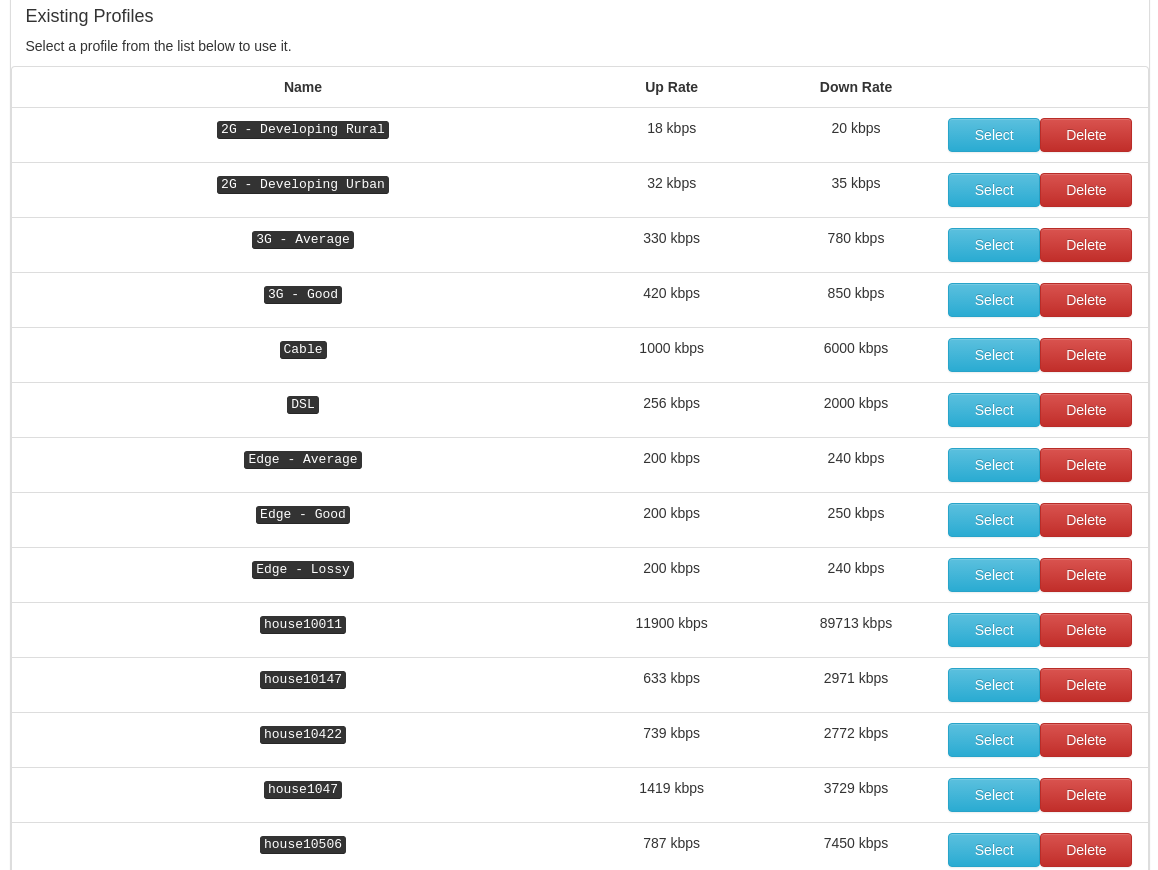 Existing Profiles
Select a profile from the list below to use it.
Name Up Rate Down Rate
2G - Developing Rural 18 kbps 20 kbps Select Delete
2G - Developing Urban 32 kbps 35 kbps Select Delete
3G - Average 330 kbps 780 kbps Select Delete
3G - Good 420 kbps 850 kbps Select Delete
Cable 1000 kbps 6000 kbps Select Delete
DSL 256 kbps 2000 kbps Select Delete
Edge - Average 200 kbps 240 kbps Select Delete
Edge - Good 200 kbps 250 kbps Select Delete
Edge - Lossy 200 kbps 240 kbps Select Delete
house10011 11900 kbps 89713 kbps Select Delete
house10147 633 kbps 2971 kbps Select Delete
house10422 739 kbps 2772 kbps Select Delete
house1047 1419 kbps 3729 kbps Select Delete
house10506 787 kbps 7450 kbps Select Delete